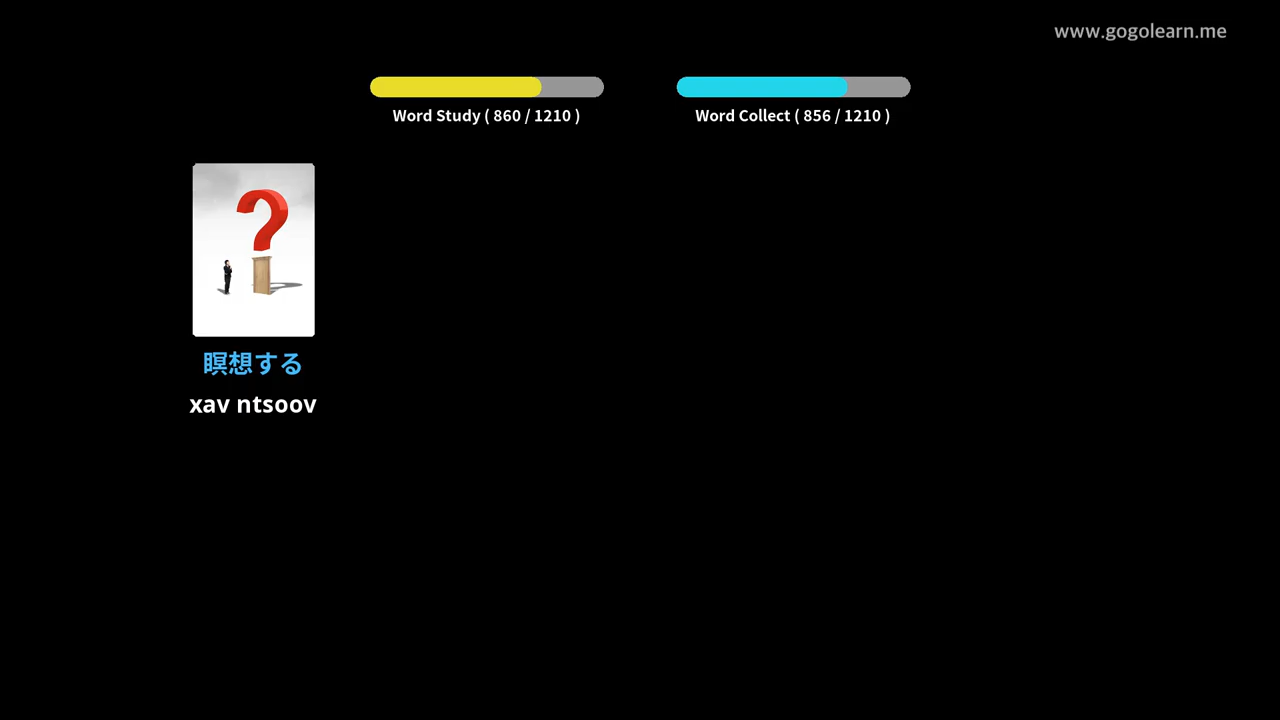 www.gogolearn.me
Word Study ( 860 / 1210 )
Word Collect ( 856 / 1210 )
瞑想する
xav ntsoov